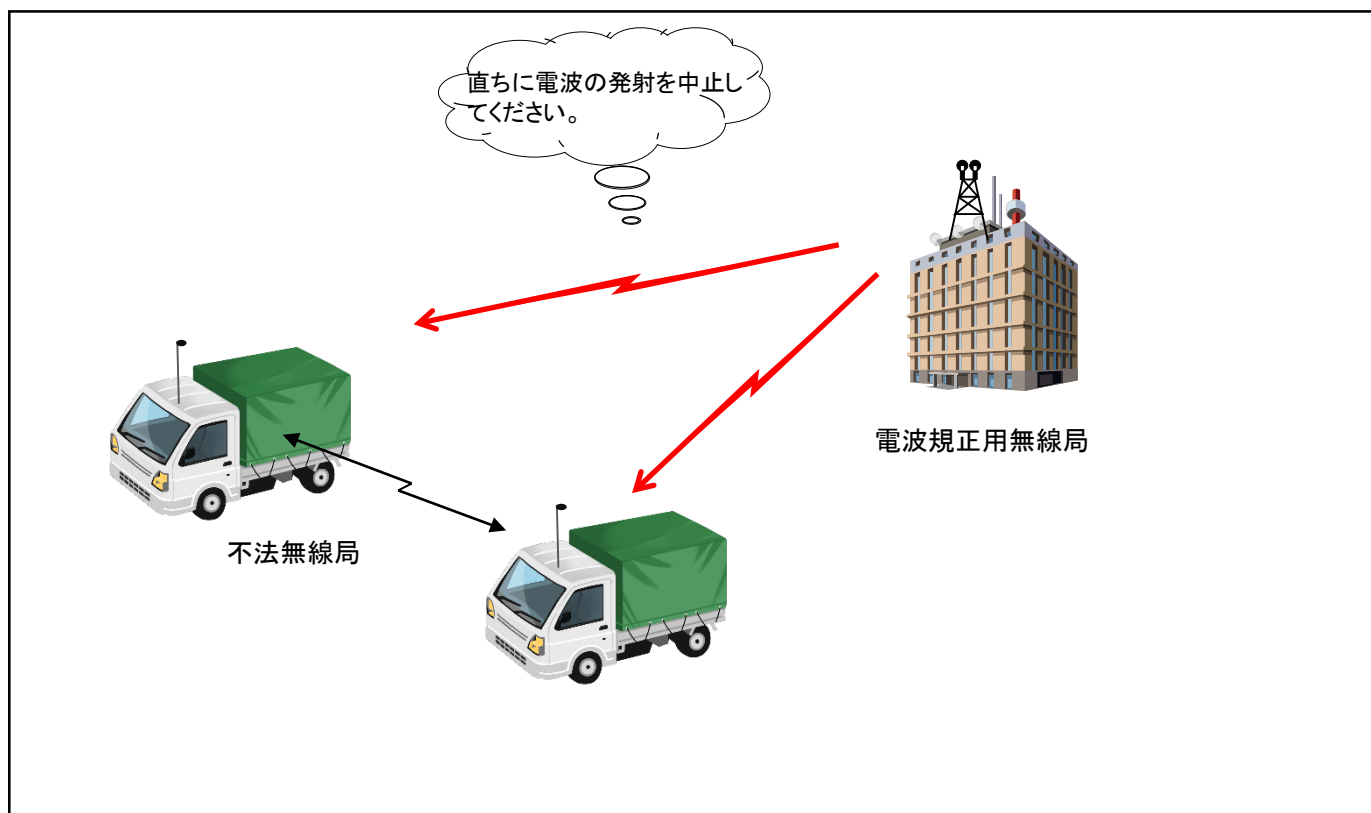 直ちに電波の発射を中止し
てください。
電波規正用無線局
不法無線局